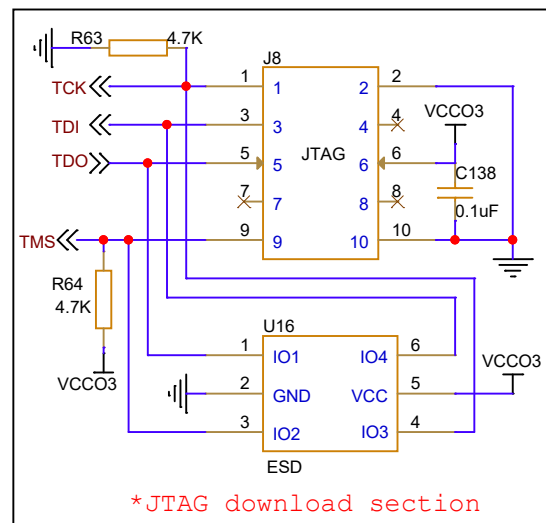 R63 4.7K
J8
TCK 1 1 2 2
TDI 3 3 4 4 VCCO3
TDO 5 5 JTAG 6 6
C138
7 7 8 8
0.1uF
TMS 9 9 10 10
R64
4.7K
U16
1 IO1 IO4 6
VCCO3 2 GND VCC 5 VCCO3
3 IO2 IO3 4
ESD
*JTAG download section